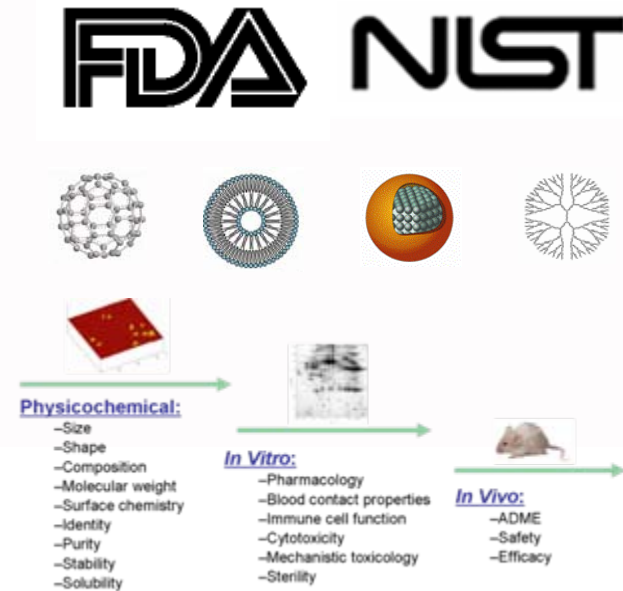 FDA NIST
Physicochemical:
–Size
–Shape
–Composition
–Molecular weight
–Surface chemistry
–Identity
–Purity
–Stability
–Solubility
In Vitro:
–Pharmacology
–Blood contact properties
–Immune cell function
–Cytotoxicity
–Mechanistic toxicology
–Sterility
In Vivo:
–ADME
–Safety
–Efficacy